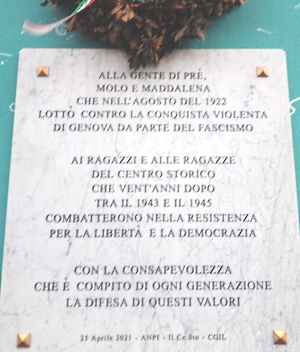 ALLA GENTE DI PRÈ,
MOLO E MADDALENA
CHE NELL'AGOSTO DEL 1922
LOTTÒ CONTRO LA CONQUISTA VIOLENTA
DI GENOVA DA PARTE DEL FASCISMO
AI RAGAZZI E ALLE RAGAZZE
DEL CENTRO STORICO
CHE VENT'ANNI DOPO
TRA IL 1943 E IL 1945
COMBATTERONO NELLA RESISTENZA
PER LA LIBERTÀ E LA DEMOCRAZIA
CON LA CONSAPEVOLEZZA
CHE È COMPITO DI OGNI GENERAZIONE
LA DIFESA DI QUESTI VALORI
25 Aprile 2021 - ANPI - Il Ce.Sto - CGIL